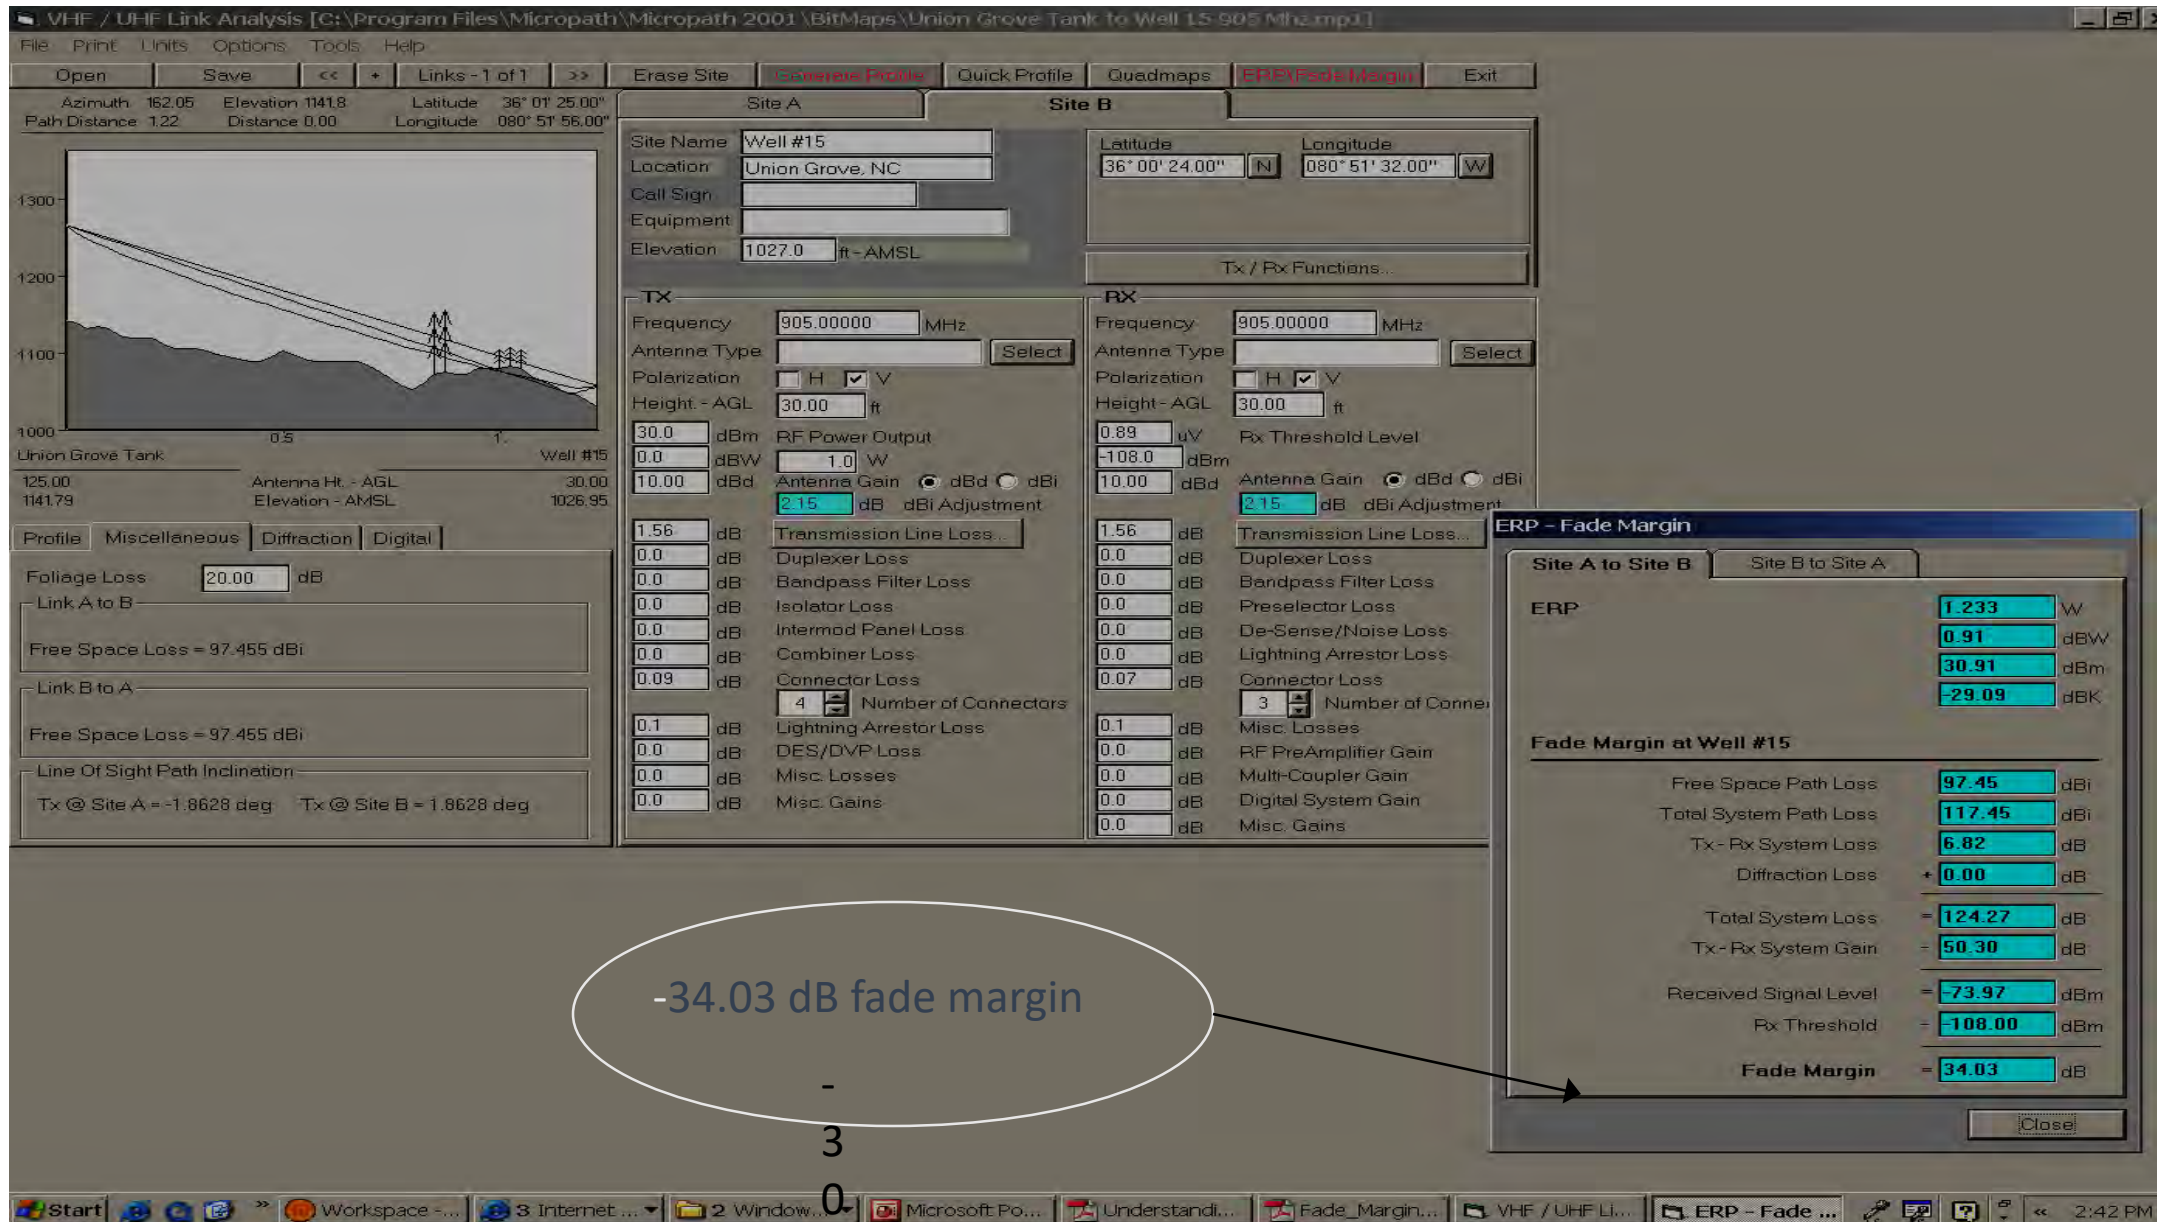 VHF / UHF Link Analysis [C:\Program Files\Micropath\Micropath 2001\BitMaps\Union Grove Tank to Well 15 905 Mhz.mp1]
File Print Units Options Tools Help
Open Save << + Links - 1 of 1 >> Erase Site Generate Profile Quick Profile Quadmaps ERP\Fade Margin Exit
Azimuth 162.05 Elevation 1141.8 Latitude 36° 01' 25.00"
Path Distance 1.22 Distance 0.00 Longitude 080° 51' 56.00"
1300
1200
1100
1000
0.5 1.
Union Grove Tank Well #15
125.00 Antenna Ht. - AGL 30.00
1141.79 Elevation - AMSL 1026.95
Profile Miscellaneous Diffraction Digital
Foliage Loss 20.00 dB
Link A to B
Free Space Loss = 97.455 dBi
Link B to A
Free Space Loss = 97.455 dBi
Line Of Sight Path Inclination
Tx @ Site A = -1.8628 deg Tx @ Site B = 1.8628 deg
Site A Site B
Site Name Well #15
Location Union Grove, NC
Call Sign
Equipment
Elevation 1027.0 ft - AMSL
Latitude Longitude
36° 00' 24.00" N 080° 51' 32.00" W
Tx / Rx Functions...
TX
Frequency 905.00000 MHz
Antenna Type Select
Polarization H V
Height. - AGL 30.00 ft
30.0 dBm RF Power Output
0.0 dBW 1.0 W
10.00 dBd Antenna Gain dBd dBi
2.15 dB dBi Adjustment
1.56 dB Transmission Line Loss...
0.0 dB Duplexer Loss
0.0 dB Bandpass Filter Loss
0.0 dB Isolator Loss
0.0 dB Intermod Panel Loss
0.0 dB Combiner Loss
0.09 dB Connector Loss
4 Number of Connectors
0.1 dB Lightning Arrestor Loss
0.0 dB DES/DVP Loss
0.0 dB Misc. Losses
0.0 dB Misc. Gains
RX
Frequency 905.00000 MHz
Antenna Type Select
Polarization H V
Height - AGL 30.00 ft
0.89 uV Rx Threshold Level
-108.0 dBm
10.00 dBd Antenna Gain dBd dBi
2.15 dB dBi Adjustment
1.56 dB Transmission Line Loss...
0.0 dB Duplexer Loss
0.0 dB Bandpass Filter Loss
0.0 dB Preselector Loss
0.0 dB De-Sense/Noise Loss
0.0 dB Lightning Arrestor Loss
0.07 dB Connector Loss
3 Number of Conne
0.1 dB Misc. Losses
0.0 dB RF PreAmplifier Gain
0.0 dB Multi-Coupler Gain
0.0 dB Digital System Gain
0.0 dB Misc. Gains
ERP - Fade Margin
Site A to Site B Site B to Site A
ERP 1.233 W
0.91 dBW
30.91 dBm
-29.09 dBK
Fade Margin at Well #15
Free Space Path Loss 97.45 dBi
Total System Path Loss 117.45 dBi
Tx - Rx System Loss 6.82 dB
Diffraction Loss + 0.00 dB
Total System Loss = 124.27 dB
Tx - Rx System Gain - 50.30 dB
Received Signal Level = -73.97 dBm
Rx Threshold - -108.00 dBm
Fade Margin = 34.03 dB
Close
-34.03 dB fade margin
-
3
0
Start » Workspace -... 3 Internet ... 2 Window... Microsoft Po... Understandi... Fade_Margin... VHF / UHF Li... ERP - Fade ... « 2:42 PM